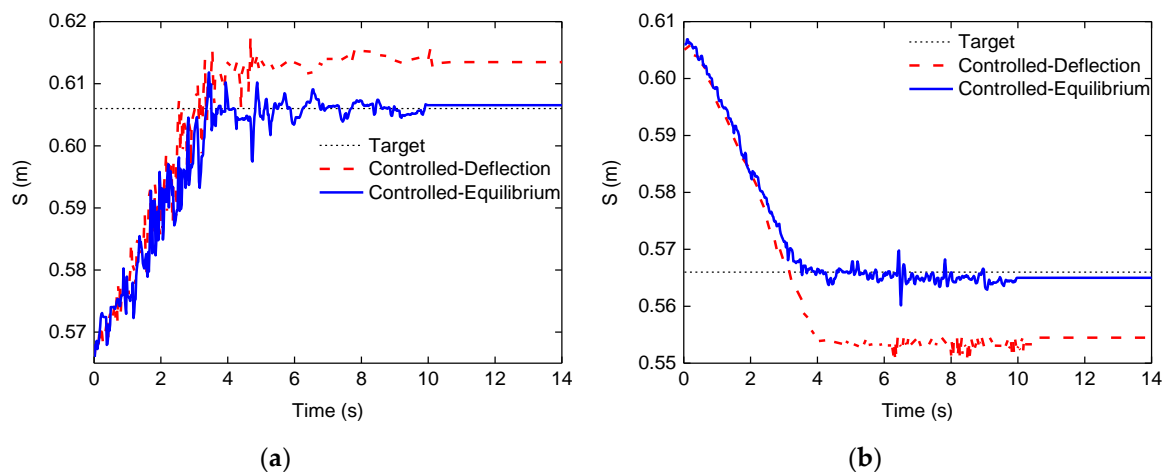 0.62
0.61
0.60
0.59
0.58
0.57
S (m)
Target
Controlled-Deflection
Controlled-Equilibrium
0 2 4 6 8 10 12 14
Time (s)
(a)
0.61
0.60
0.59
0.58
0.57
0.56
0.55
S (m)
Target
Controlled-Deflection
Controlled-Equilibrium
0 2 4 6 8 10 12 14
Time (s)
(b)